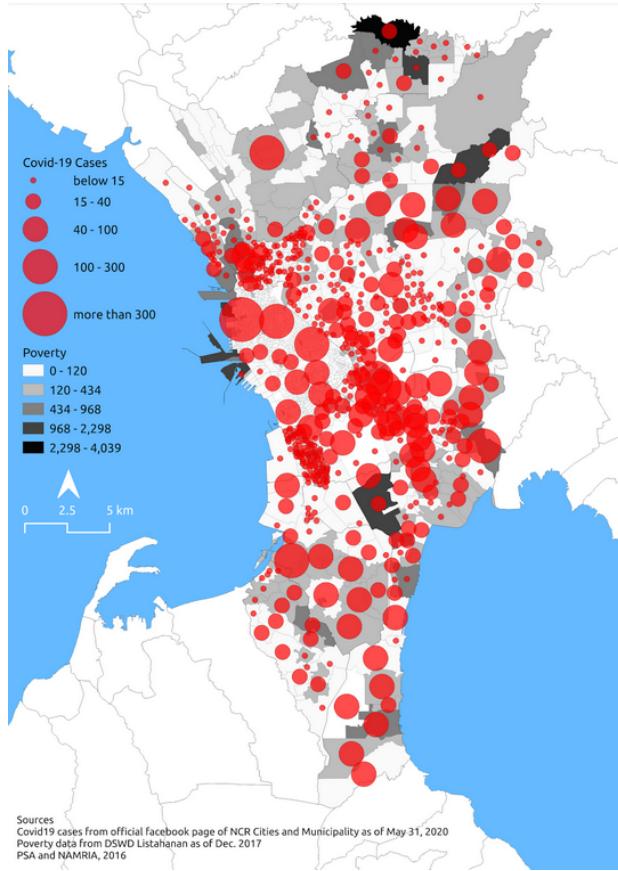 Covid-19 Cases
below 15
15 - 40
40 - 100
100 - 300
more than 300
Poverty
0 - 120
120 - 434
434 - 968
968 - 2,298
2,298 - 4,039
0 2.5 5 km
Sources
Covid19 cases from official facebook page of NCR Cities and Municipality as of May 31, 2020
Poverty data from DSWD Listahanan as of Dec. 2017
PSA and NAMRIA, 2016